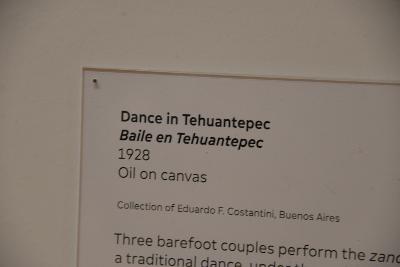 Dance in Tehuantepec
Baile en Tehuantepec
1928
Oil on canvas
Collection of Eduardo F. Costantini, Buenos Aires
Three barefoot couples perform the
a traditional dance, under